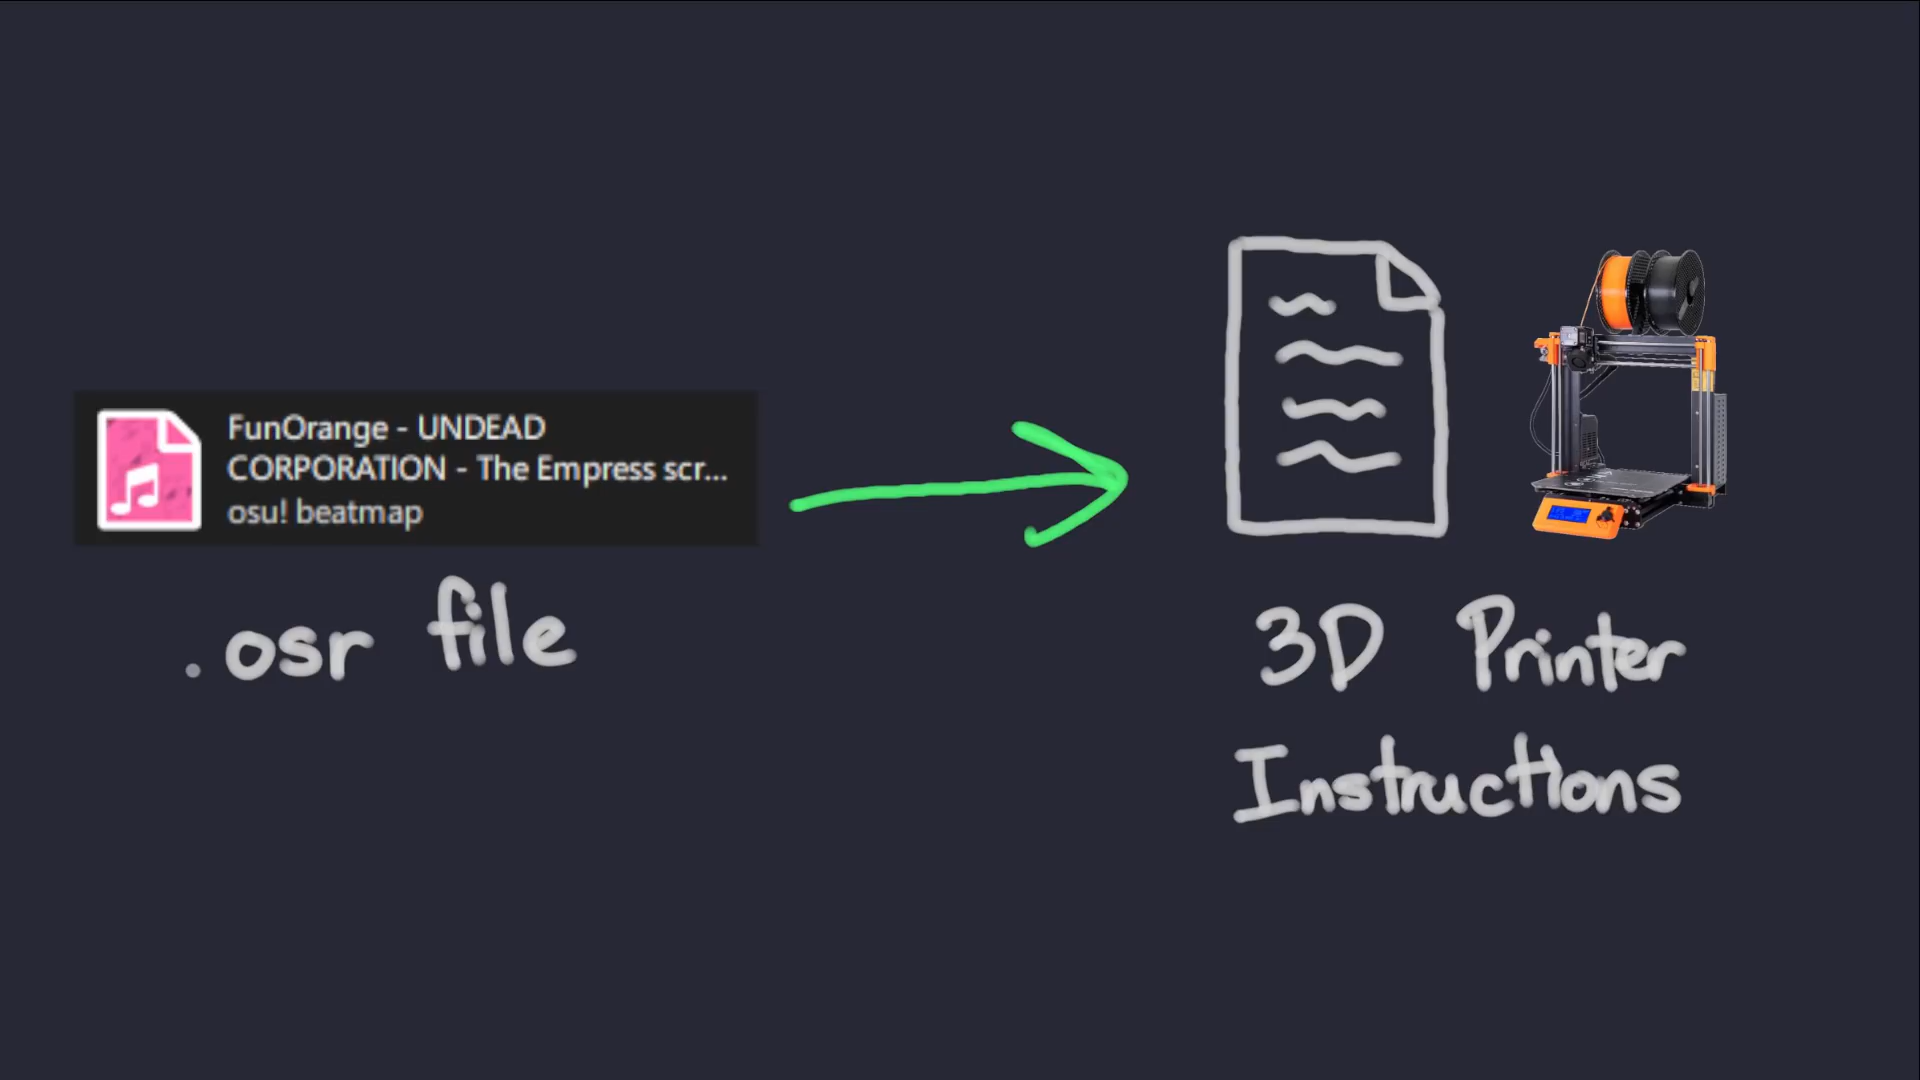 FunOrange - UNDEAD
CORPORATION - The Empress scr...
osu! beatmap
.osr file
3D Printer
Instructions